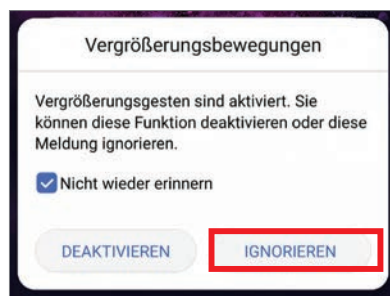 Vergrößerungsbewegungen
Vergrößerungsgesten sind aktiviert. Sie
können diese Funktion deaktivieren oder diese
Meldung ignorieren.
Nicht wieder erinnern
DEAKTIVIEREN IGNORIEREN